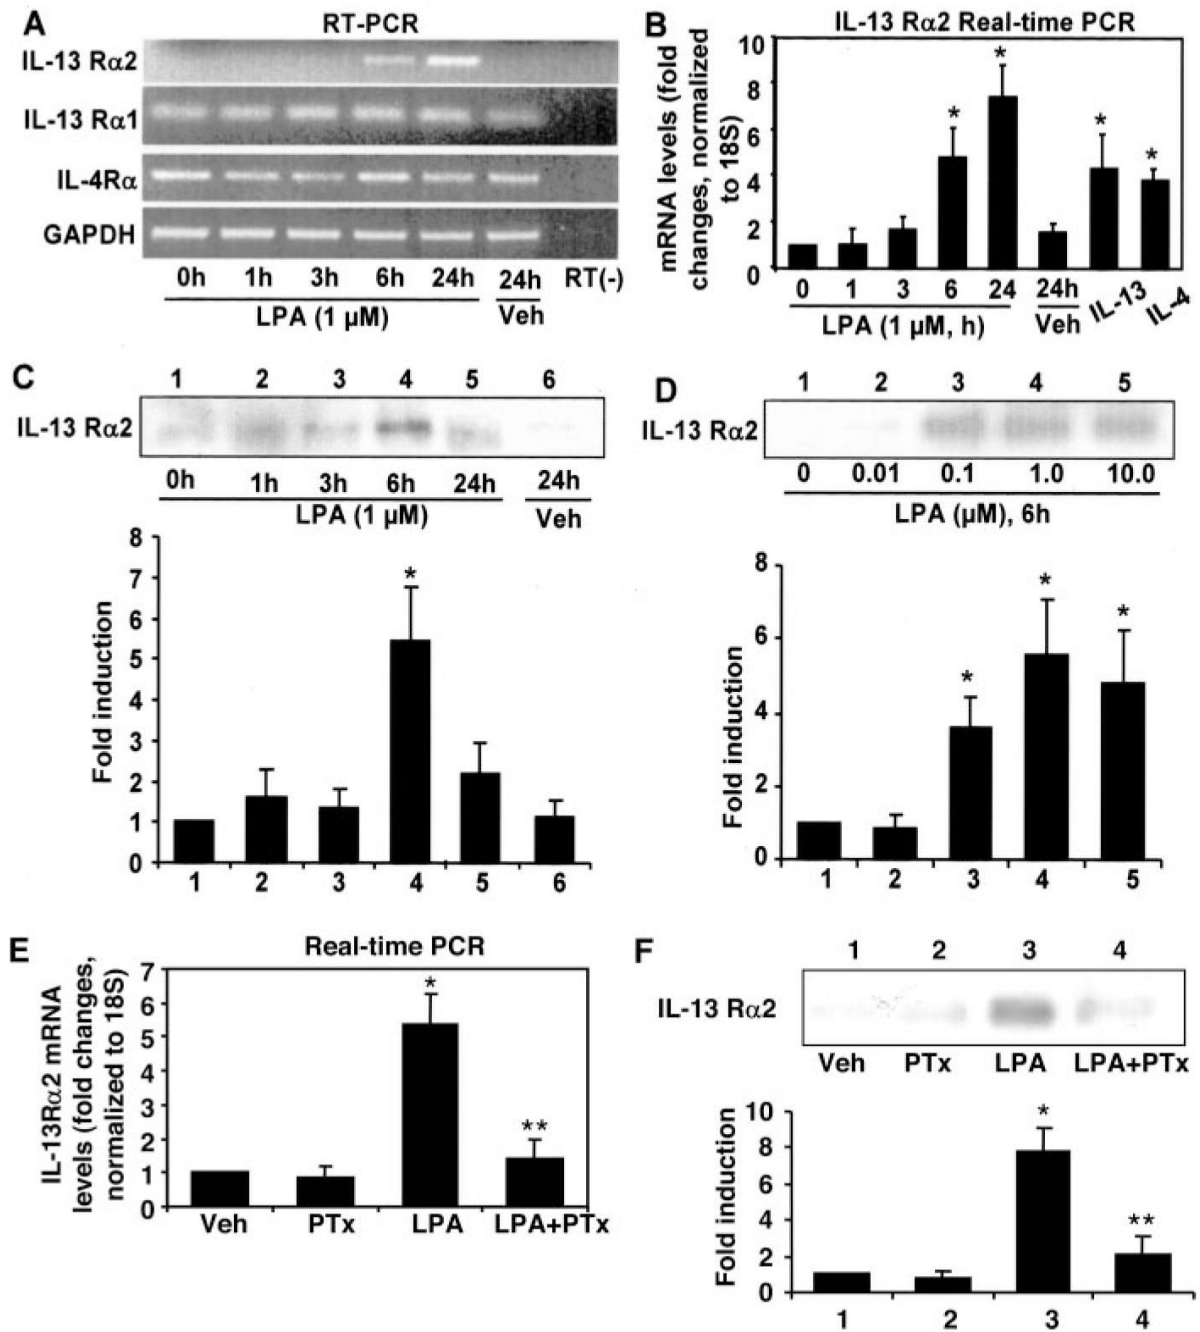 A
RT-PCR
IL-13 Rα2
IL-13 Rα1
IL-4Rα
GAPDH
0h 1h 3h 6h 24h 24h RT(-)
LPA (1 μM) Veh
B
IL-13 Rα2 Real-time PCR
mRNA levels (fold
changes, normalized
to 18S)
10
8
6
4
2
0
* * * *
0 1 3 6 24 24h IL-13 IL-4
LPA (1 μM, h) Veh
C
1 2 3 4 5 6
IL-13 Rα2
0h 1h 3h 6h 24h 24h
LPA (1 μM) Veh
Fold induction
8
7
6
5
4
3
2
1
0
*
1 2 3 4 5 6
D
1 2 3 4 5
IL-13 Rα2
0 0.01 0.1 1.0 10.0
LPA (μM), 6h
Fold induction
8
6
4
2
0
* * *
1 2 3 4 5
E
Real-time PCR
IL-13Rα2 mRNA
levels (fold changes,
normalized to 18S)
7
6
5
4
3
2
1
0
* **
Veh PTx LPA LPA+PTx
F
1 2 3 4
IL-13 Rα2
Veh PTx LPA LPA+PTx
Fold induction
10
8
6
4
2
0
* **
1 2 3 4